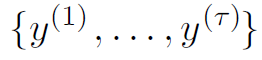 {y^{(1)}, . . . , y^{(τ)}}